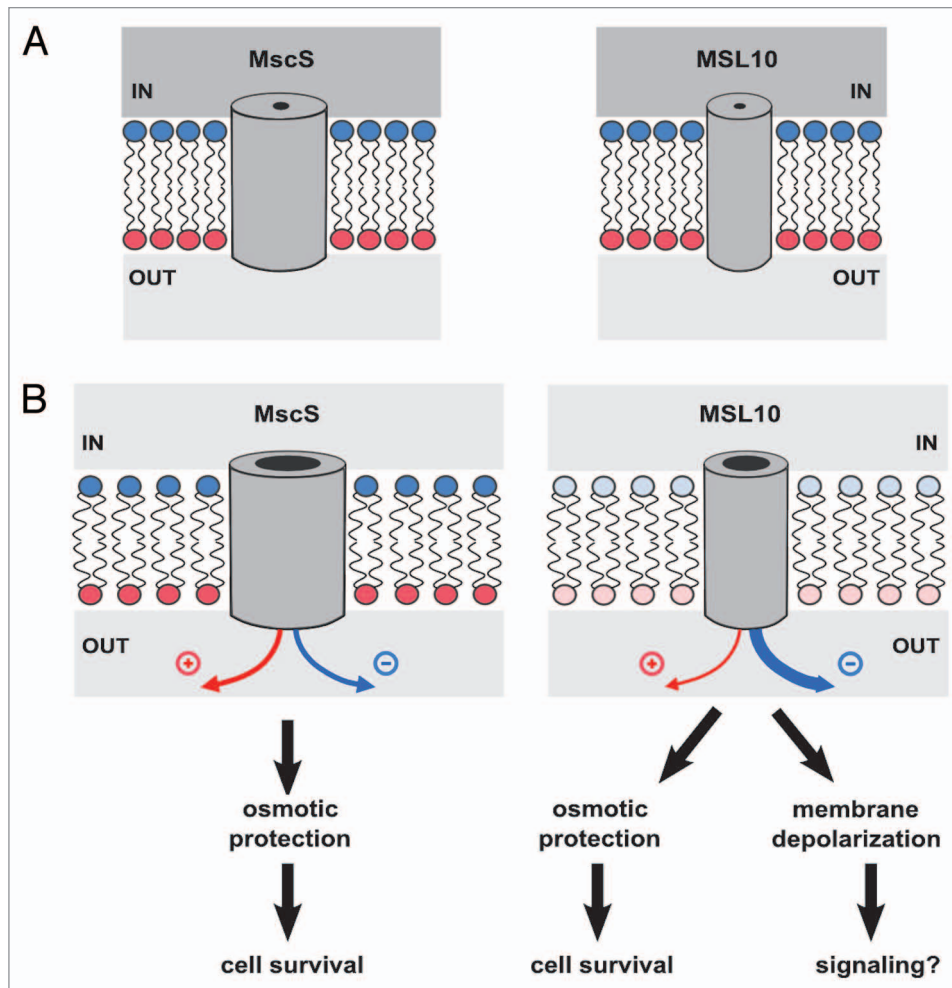 A
MscS
MSL10
IN
IN
OUT
OUT
B
MscS
MSL10
IN
IN
OUT
OUT
+
−
+
−
osmotic
protection
osmotic
protection
membrane
depolarization
cell survival
cell survival
signaling?